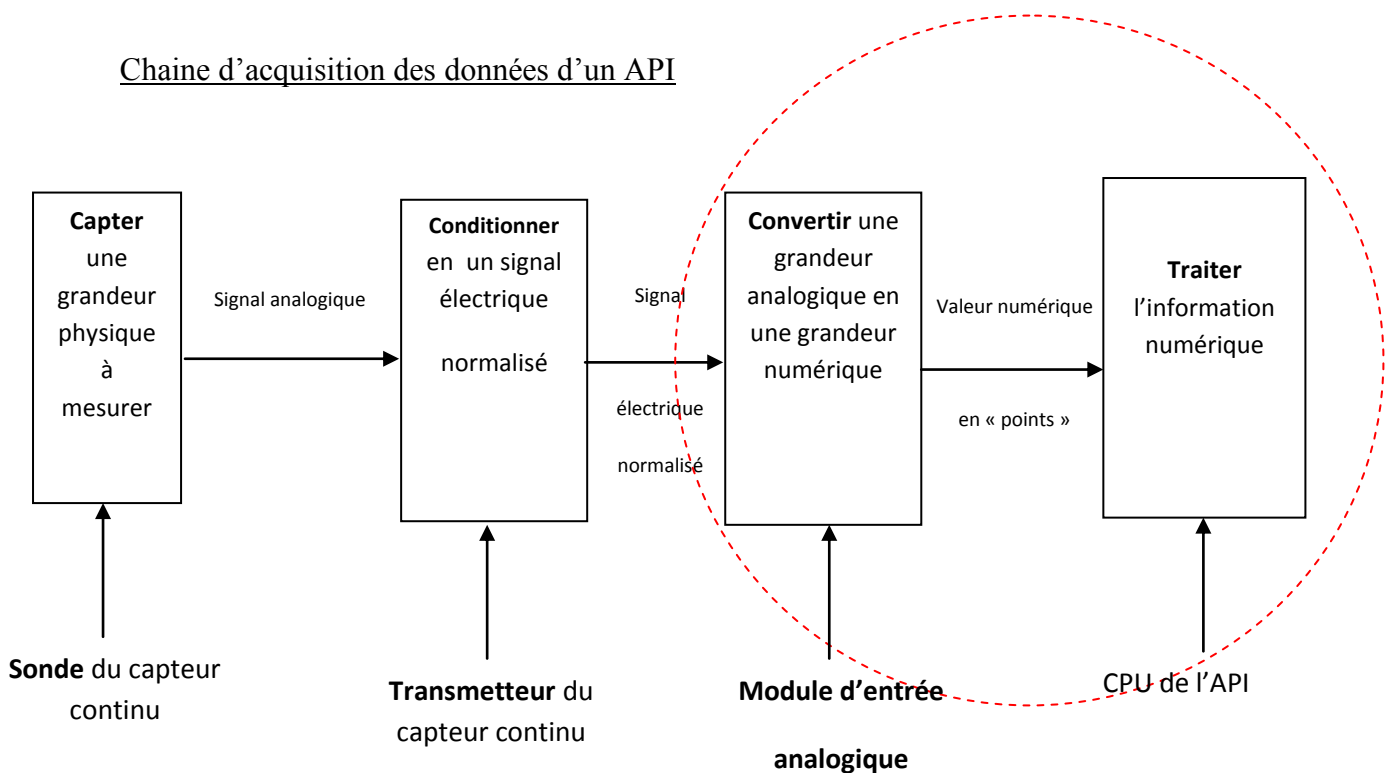 Chaine d’acquisition des données d’un API
Capter
une
grandeur
physique
à
mesurer
Signal analogique
Conditionner
en un signal
électrique
normalisé
Signal
électrique
normalisé
Convertir une
grandeur
analogique en
une grandeur
numérique
Valeur numérique
en « points »
Traiter
l’information
numérique
Sonde du capteur
continu
Transmetteur du
capteur continu
Module d’entrée
analogique
CPU de l’API